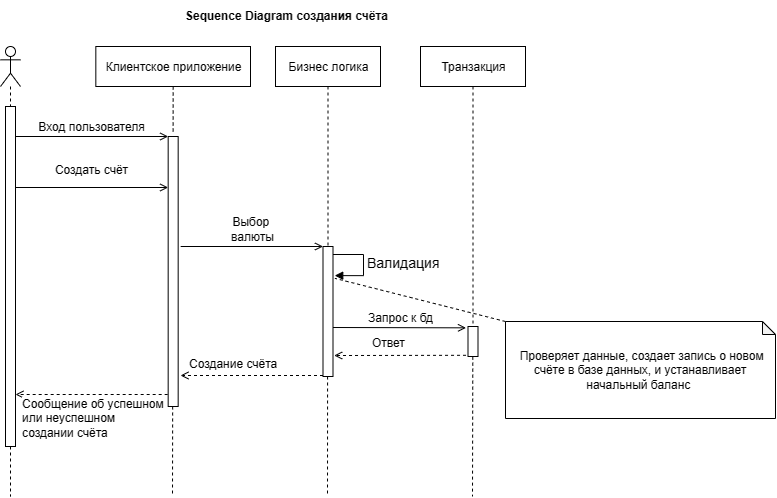 Sequence Diagram создания счёта
Клиентское приложение
Бизнес логика
Транзакция
Вход пользователя
Создать счёт
Выбор
валюты
Валидация
Запрос к бд
Ответ
Проверяет данные, создает запись о новом
счёте в базе данных, и устанавливает
начальный баланс
Создание счёта
Сообщение об успешном
или неуспешном
создании счёта